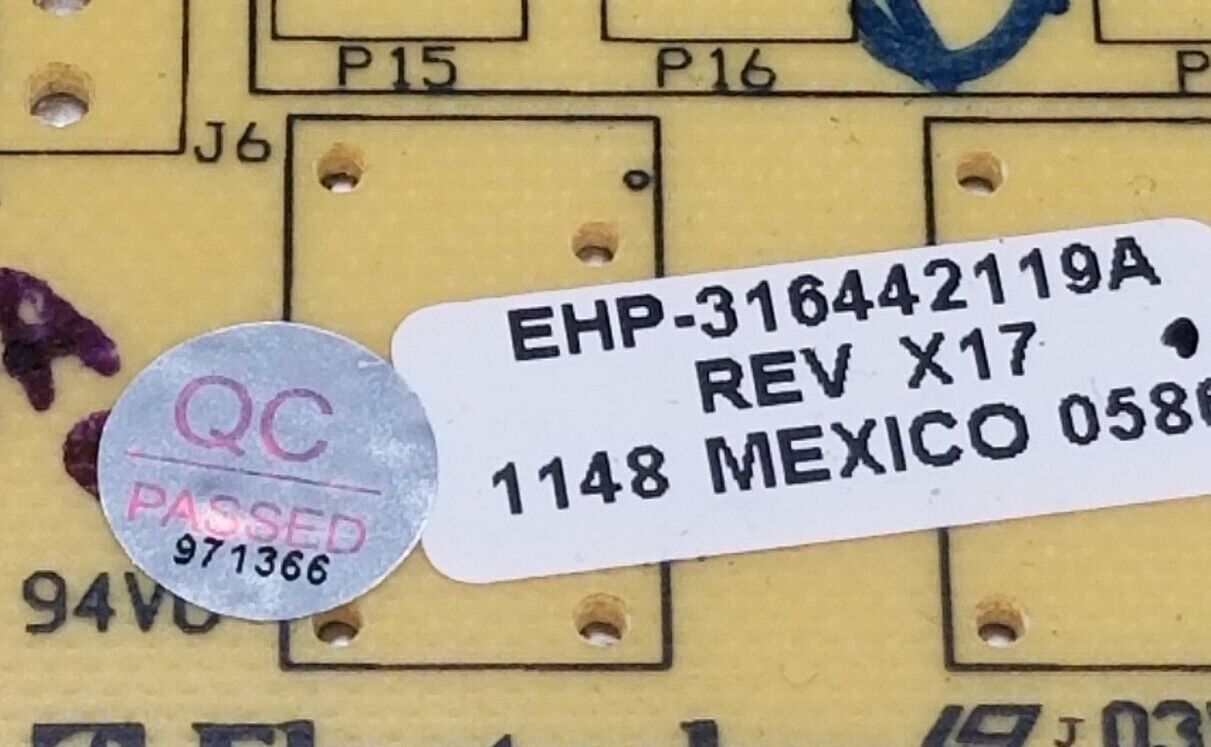 P15
P16
P
J6
EHP-316442119A
REV X17
1148 MEXICO 058
QC
PASSED
971366
94V0
J